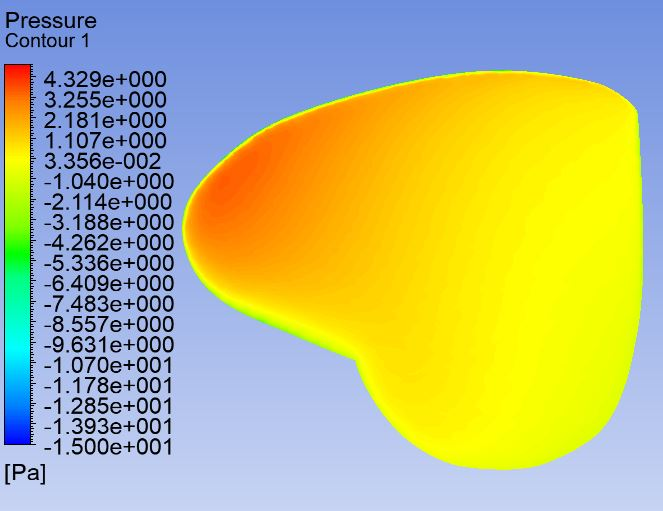 Pressure
Contour 1
4.329e+000
3.255e+000
2.181e+000
1.107e+000
3.356e-002
-1.040e+000
-2.114e+000
-3.188e+000
-4.262e+000
-5.336e+000
-6.409e+000
-7.483e+000
-8.557e+000
-9.631e+000
-1.070e+001
-1.178e+001
-1.285e+001
-1.393e+001
-1.500e+001
[Pa]